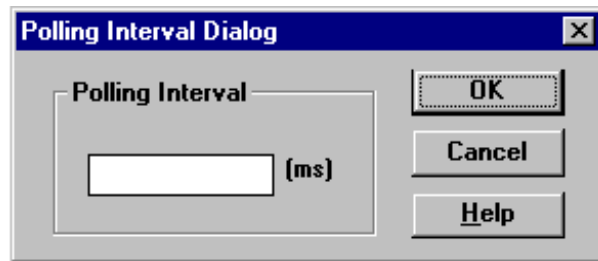 Polling Interval Dialog
Polling Interval
(ms)
OK
Cancel
Help